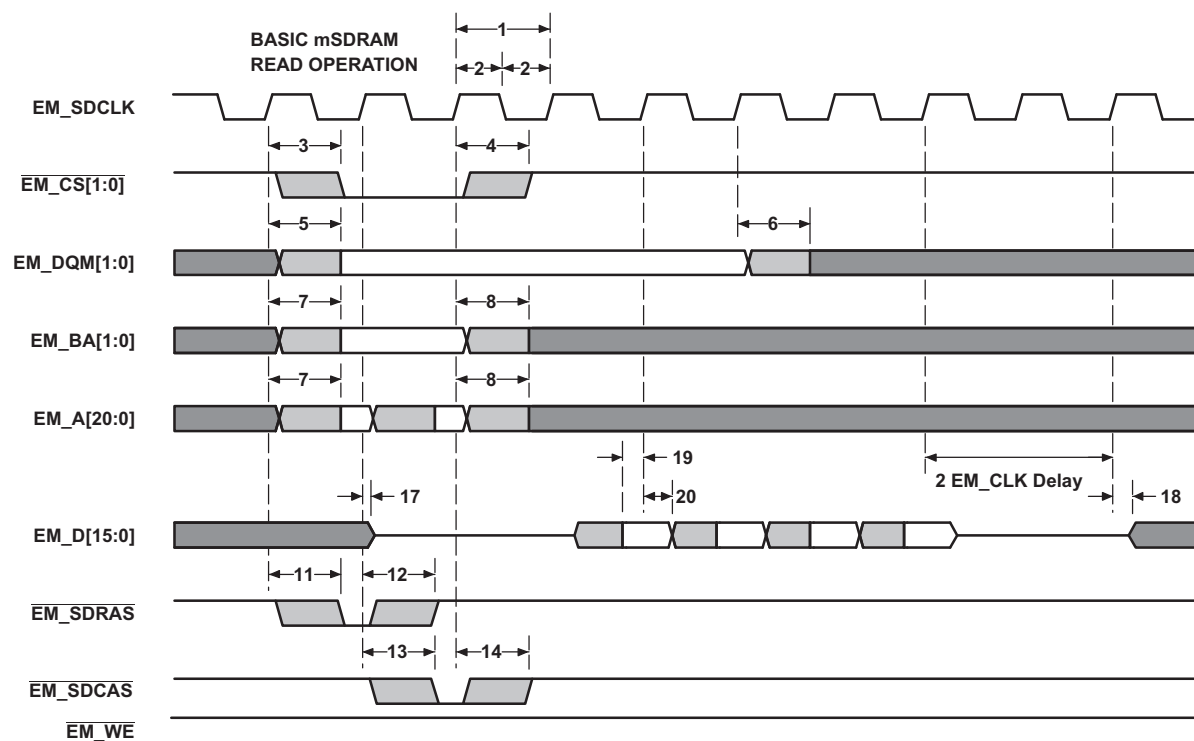 1
BASIC mSDRAM
READ OPERATION
2 2
EM_SDCLK
3 4
EM_CS[1:0]
5 6
EM_DQM[1:0]
7 8
EM_BA[1:0]
7 8
EM_A[20:0]
19
2 EM_CLK Delay
17 20 18
EM_D[15:0]
11 12
EM_SDRAS
13 14
EM_SDCAS
EM_WE